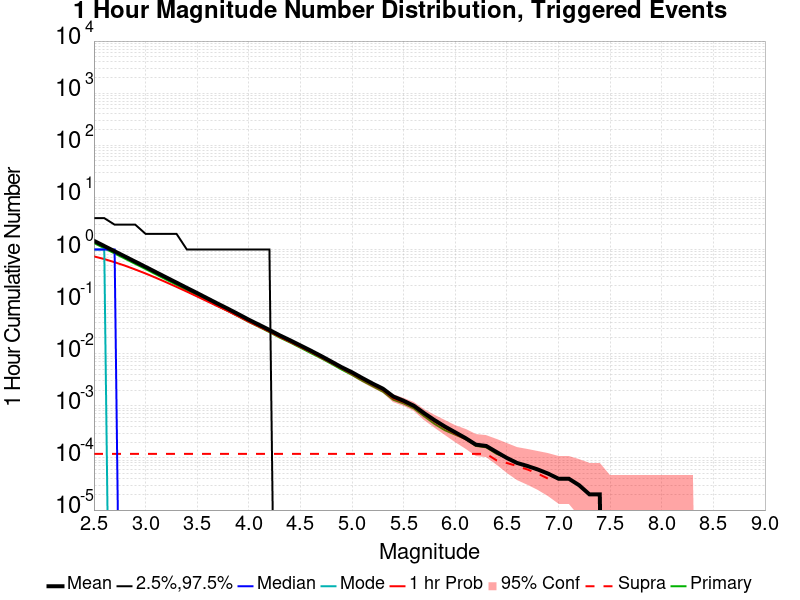 1 Hour Magnitude Number Distribution, Triggered Events
1 Hour Cumulative Number
10 4
10 3
10 2
10 1
10 0
10 -1
10 -2
10 -3
10 -4
10 -5
2.5 3.0 3.5 4.0 4.5 5.0 5.5 6.0 6.5 7.0 7.5 8.0 8.5 9.0
Magnitude
Mean 2.5%,97.5% Median Mode 1 hr Prob 95% Conf Supra Primary